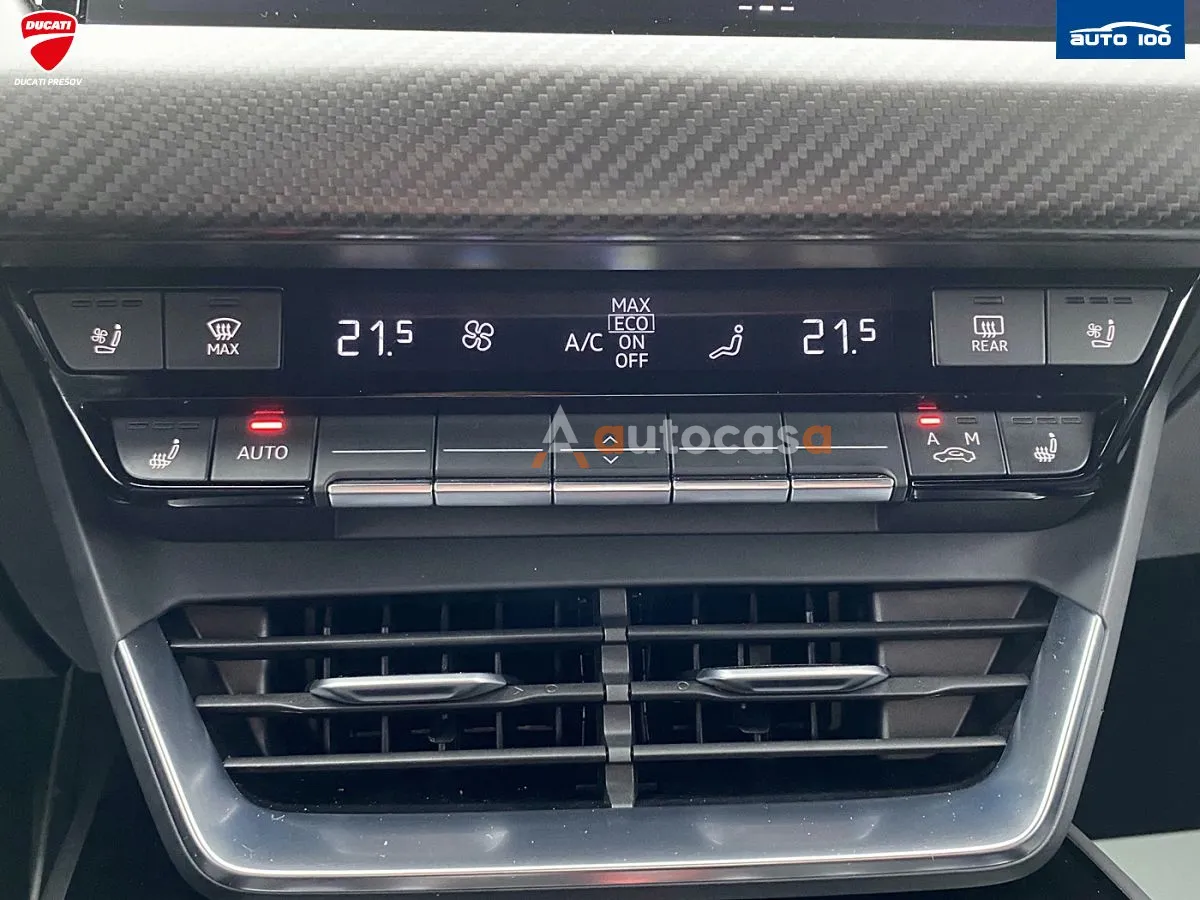 DUCATI
DUCATI PREŠOV
AUTO 100
MAX
21.5
A/C
MAX
ECO
ON
OFF
21.5
REAR
AUTO
autocasa
A M